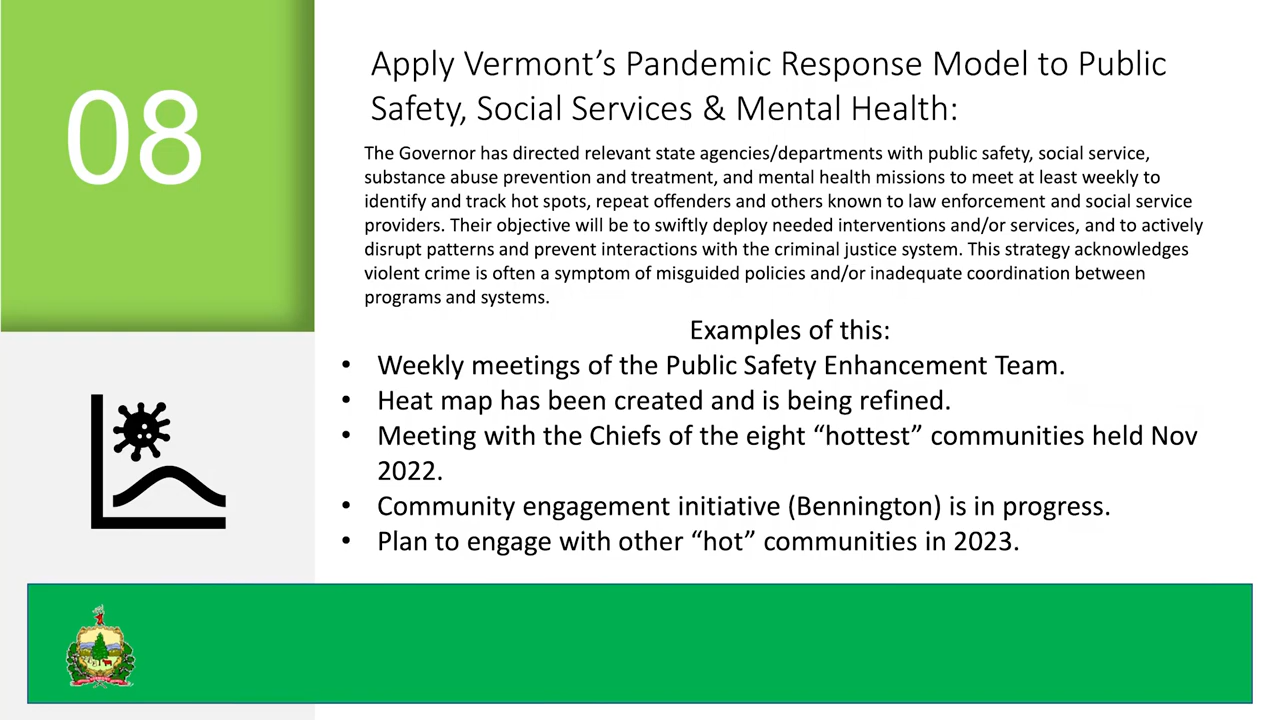 08
Apply Vermont’s Pandemic Response Model to Public
Safety, Social Services & Mental Health:
The Governor has directed relevant state agencies/departments with public safety, social service,
substance abuse prevention and treatment, and mental health missions to meet at least weekly to
identify and track hot spots, repeat offenders and others known to law enforcement and social service
providers. Their objective will be to swiftly deploy needed interventions and/or services, and to actively
disrupt patterns and prevent interactions with the criminal justice system. This strategy acknowledges
violent crime is often a symptom of misguided policies and/or inadequate coordination between
programs and systems.
Examples of this:
• Weekly meetings of the Public Safety Enhancement Team.
• Heat map has been created and is being refined.
• Meeting with the Chiefs of the eight “hottest” communities held Nov
2022.
• Community engagement initiative (Bennington) is in progress.
• Plan to engage with other “hot” communities in 2023.